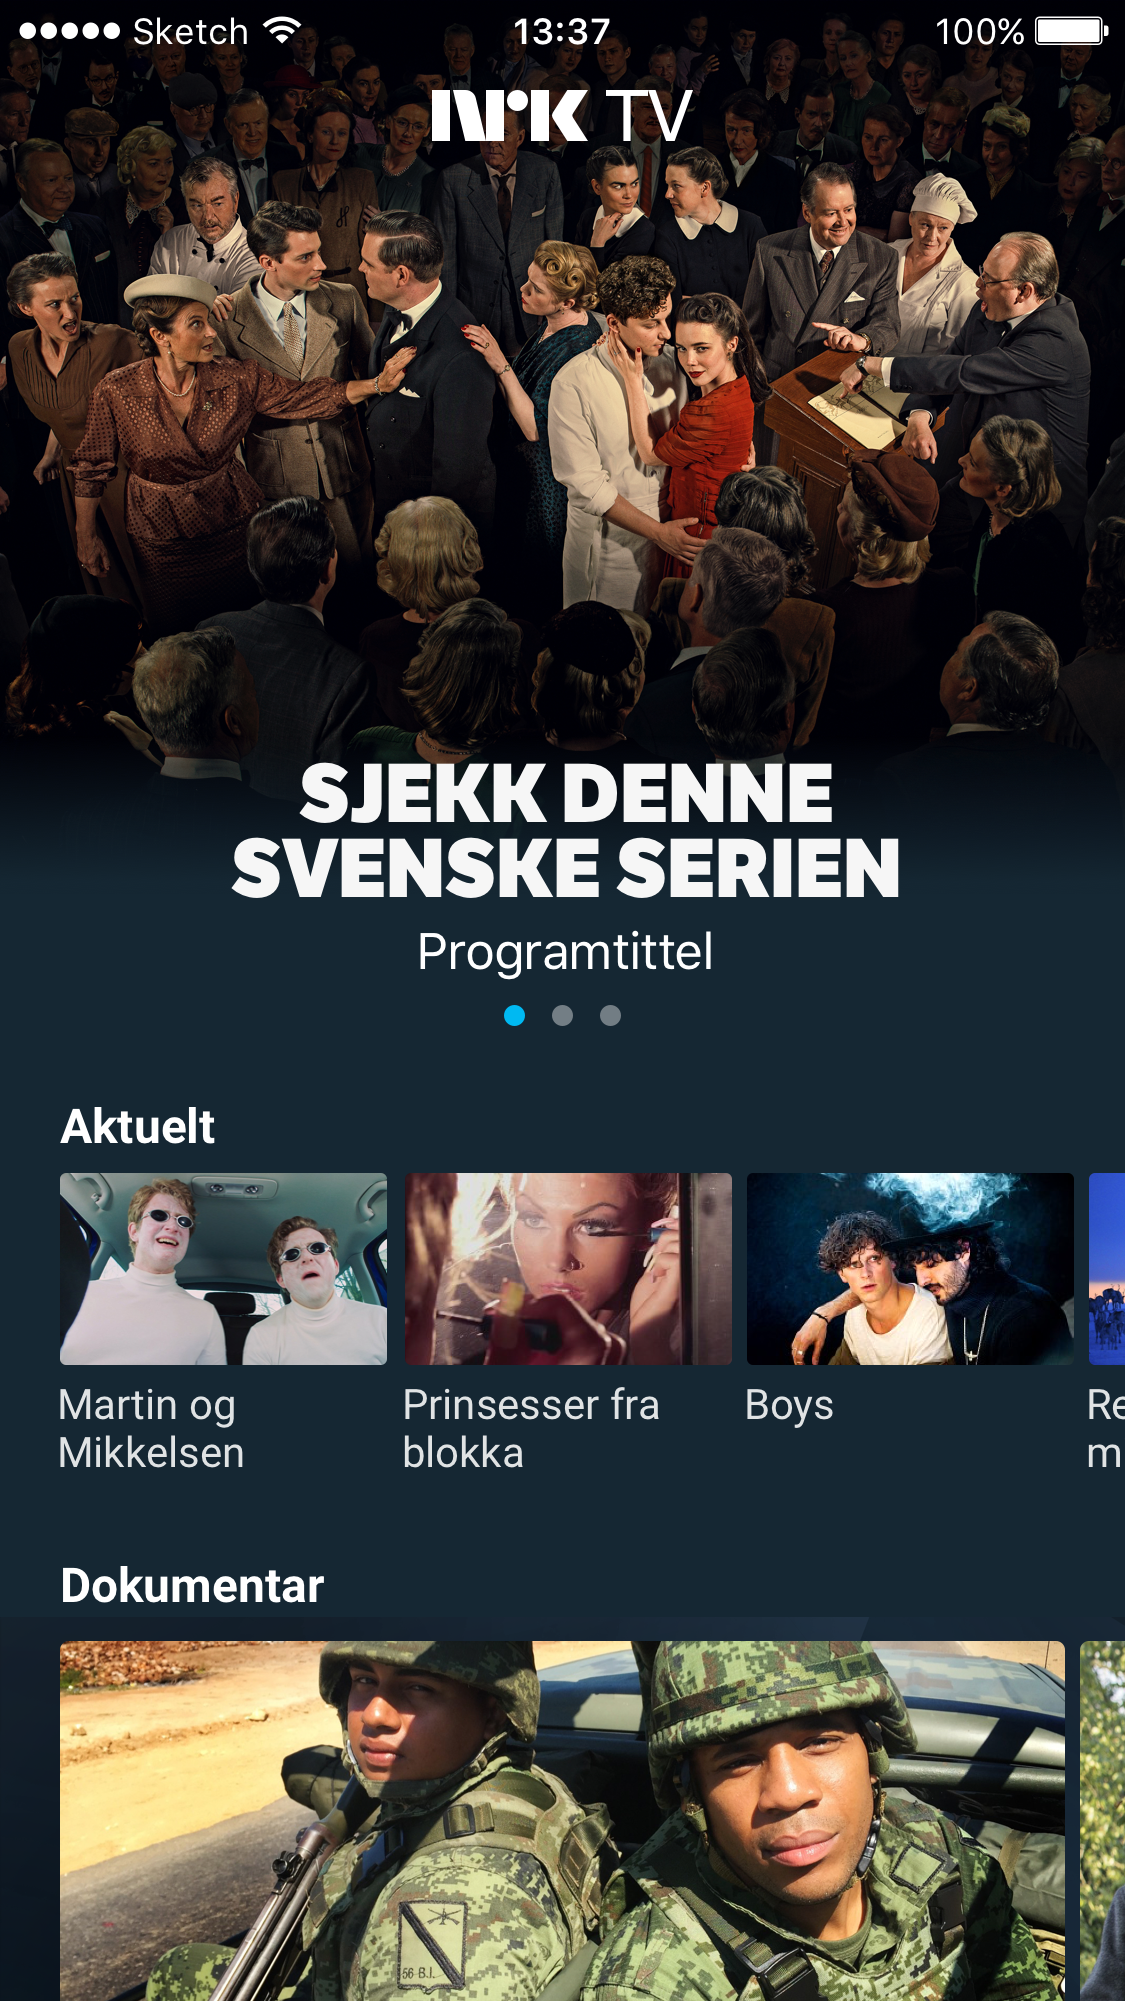 Sketch 13:37 100%
NRK TV
SJEKK DENNE
SVENSKE SERIEN
Programtittel
Aktuelt
Martin og
Mikkelsen
Prinsesser fra
blokka
Boys
Re
m
Dokumentar
56 B.I.